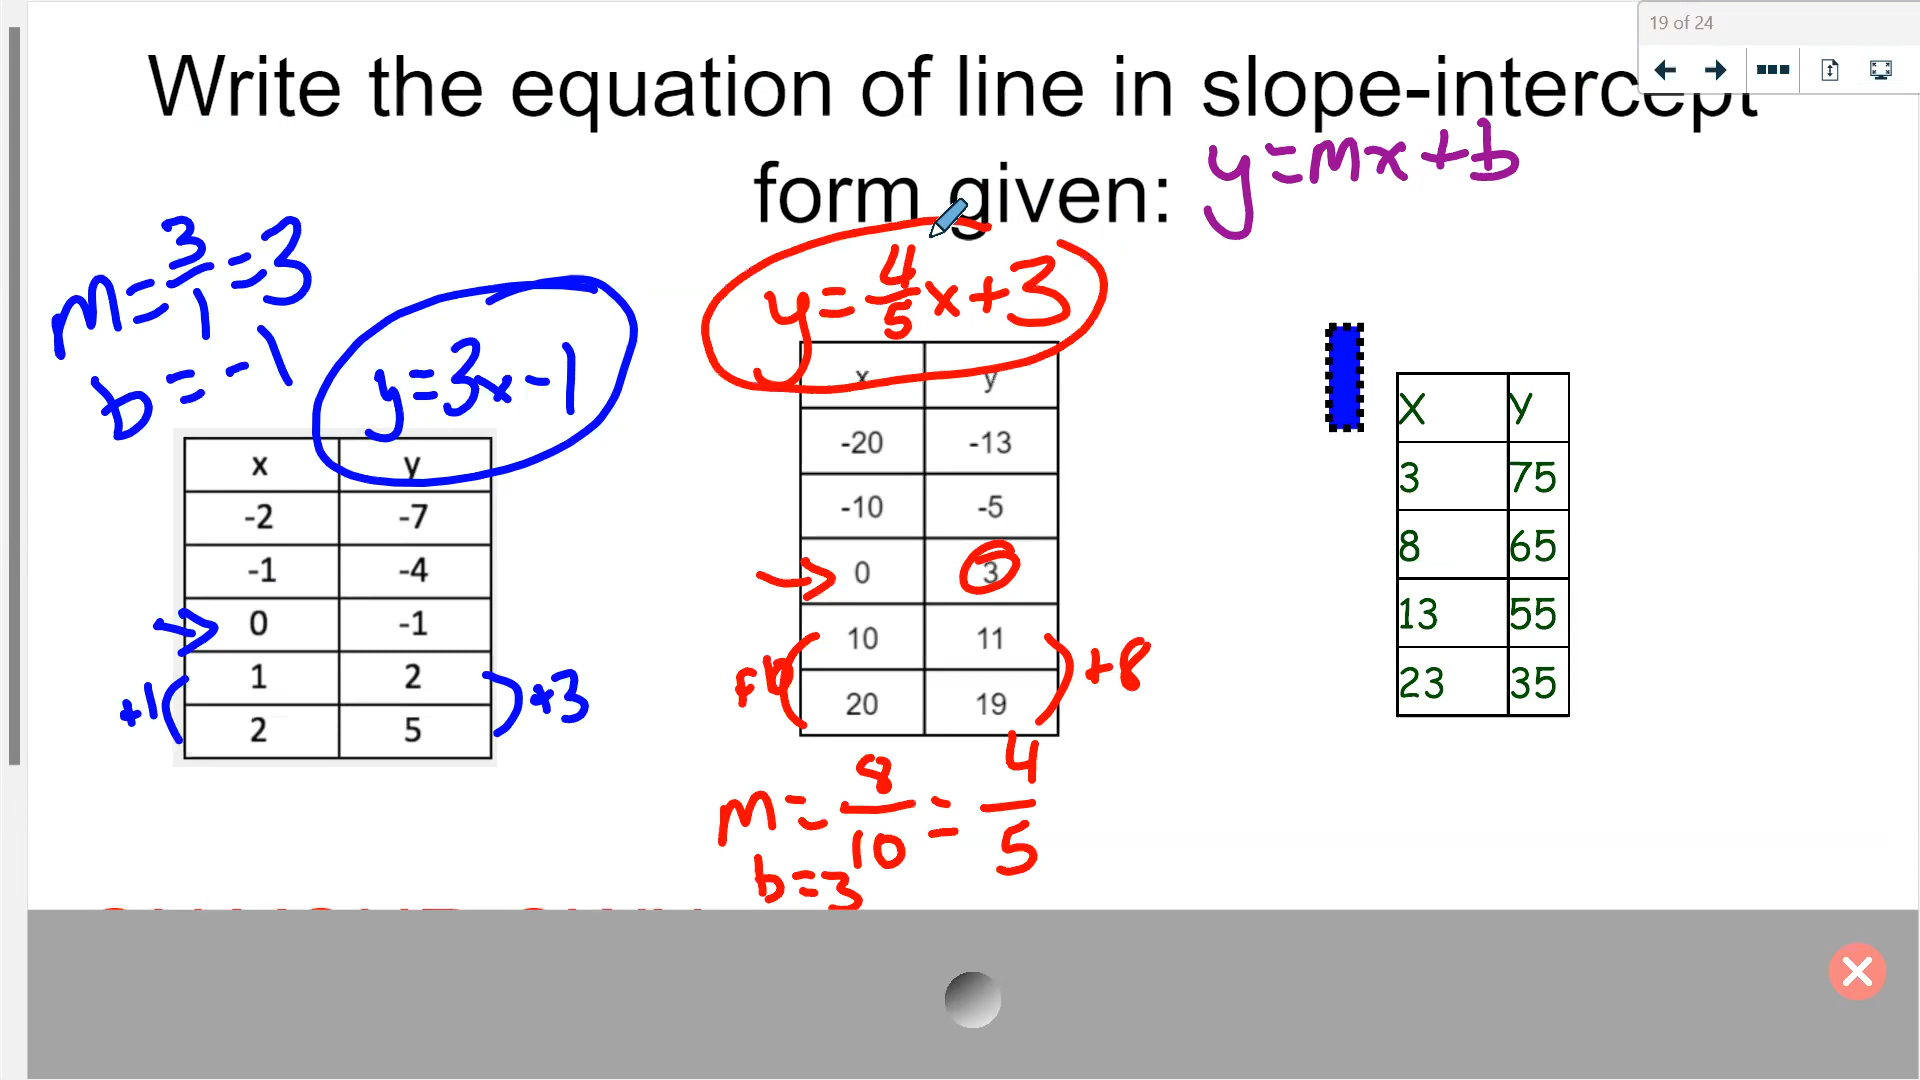 19 of 24
Write the equation of line in slope-intercept
form given: y=mx+b
m=3/1=3
b=-1
y=3x-1
x y
-2 -7
-1 -4
0 -1
1 2
2 5
+1
+3
y=4/5x+3
x y
-20 -13
-10 -5
0 3
10 11
20 19
+10
+8
m=8/10=4/5
b=3
X y
3 75
8 65
13 55
23 35